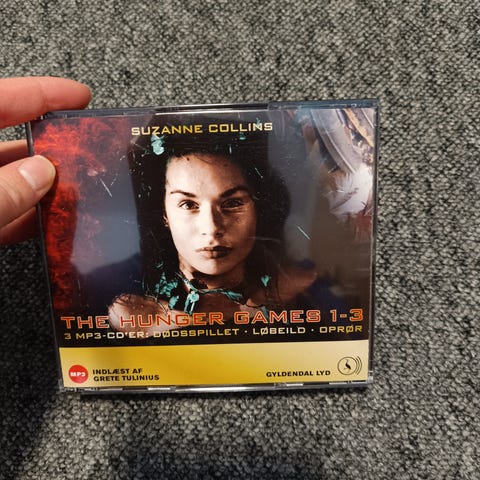 SUZANNE COLLINS
THE HUNGER GAMES 1-3
3 MP3-CD'ER: DØDSSPILLET · LØBEILD · OPRØR
MP3
INDLÆST AF
GRETE TULINIUS
GYLDENDAL LYD